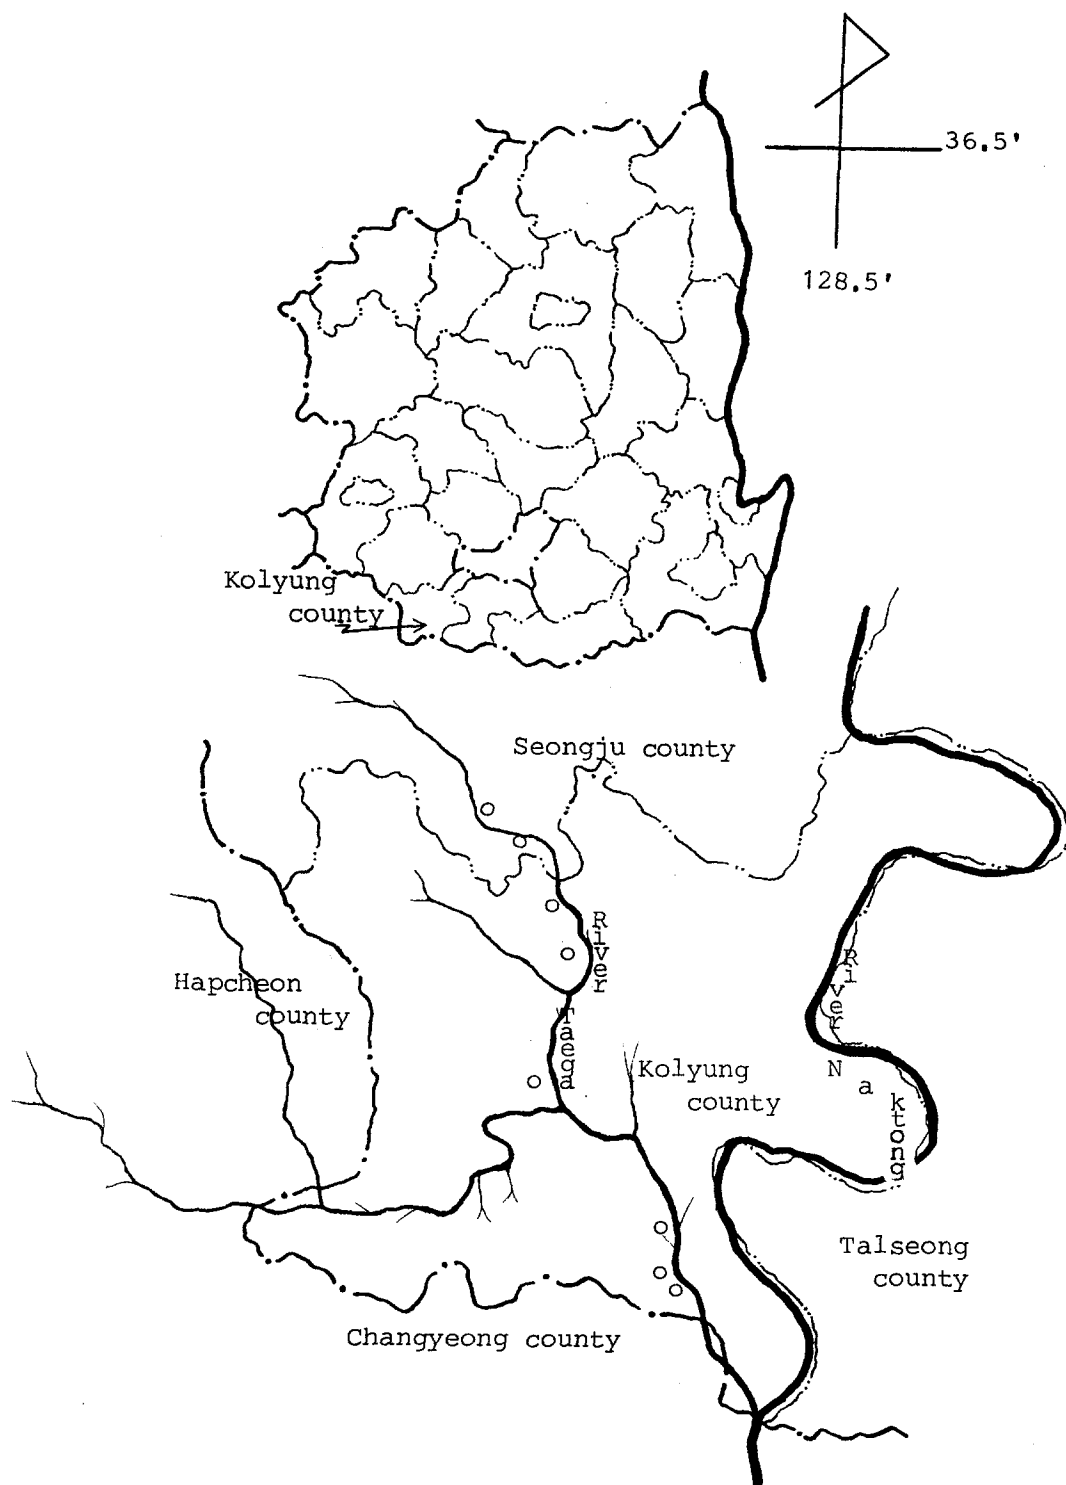 36.5'
128.5'
Kolyung
county
Seongju county
River
Taega
Hapcheon
county
River
Naktong
Kolyung
county
Talseong
county
Changyeong county